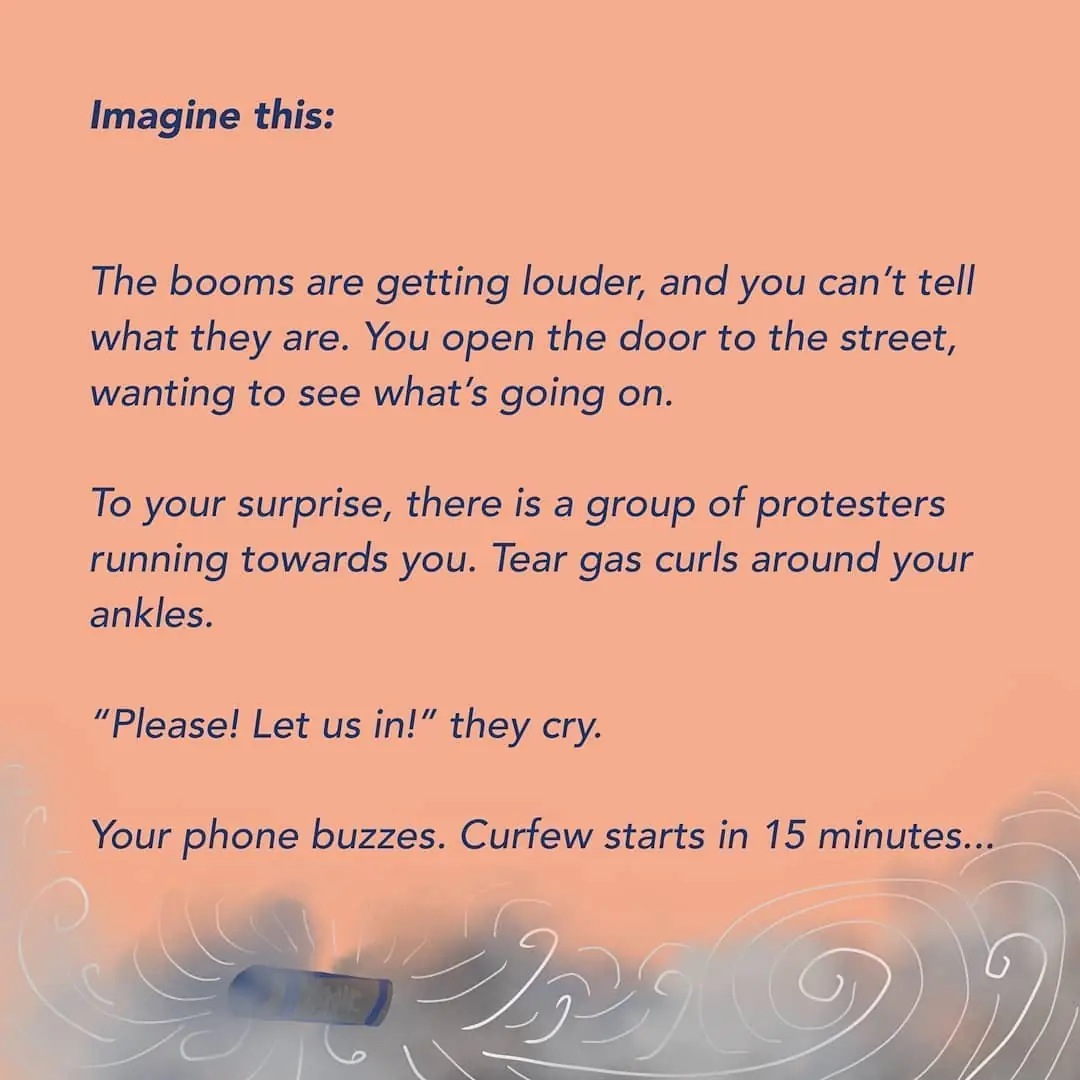 Imagine this:
The booms are getting louder, and you can’t tell
what they are. You open the door to the street,
wanting to see what’s going on.
To your surprise, there is a group of protesters
running towards you. Tear gas curls around your
ankles.
“Please! Let us in!” they cry.
Your phone buzzes. Curfew starts in 15 minutes...